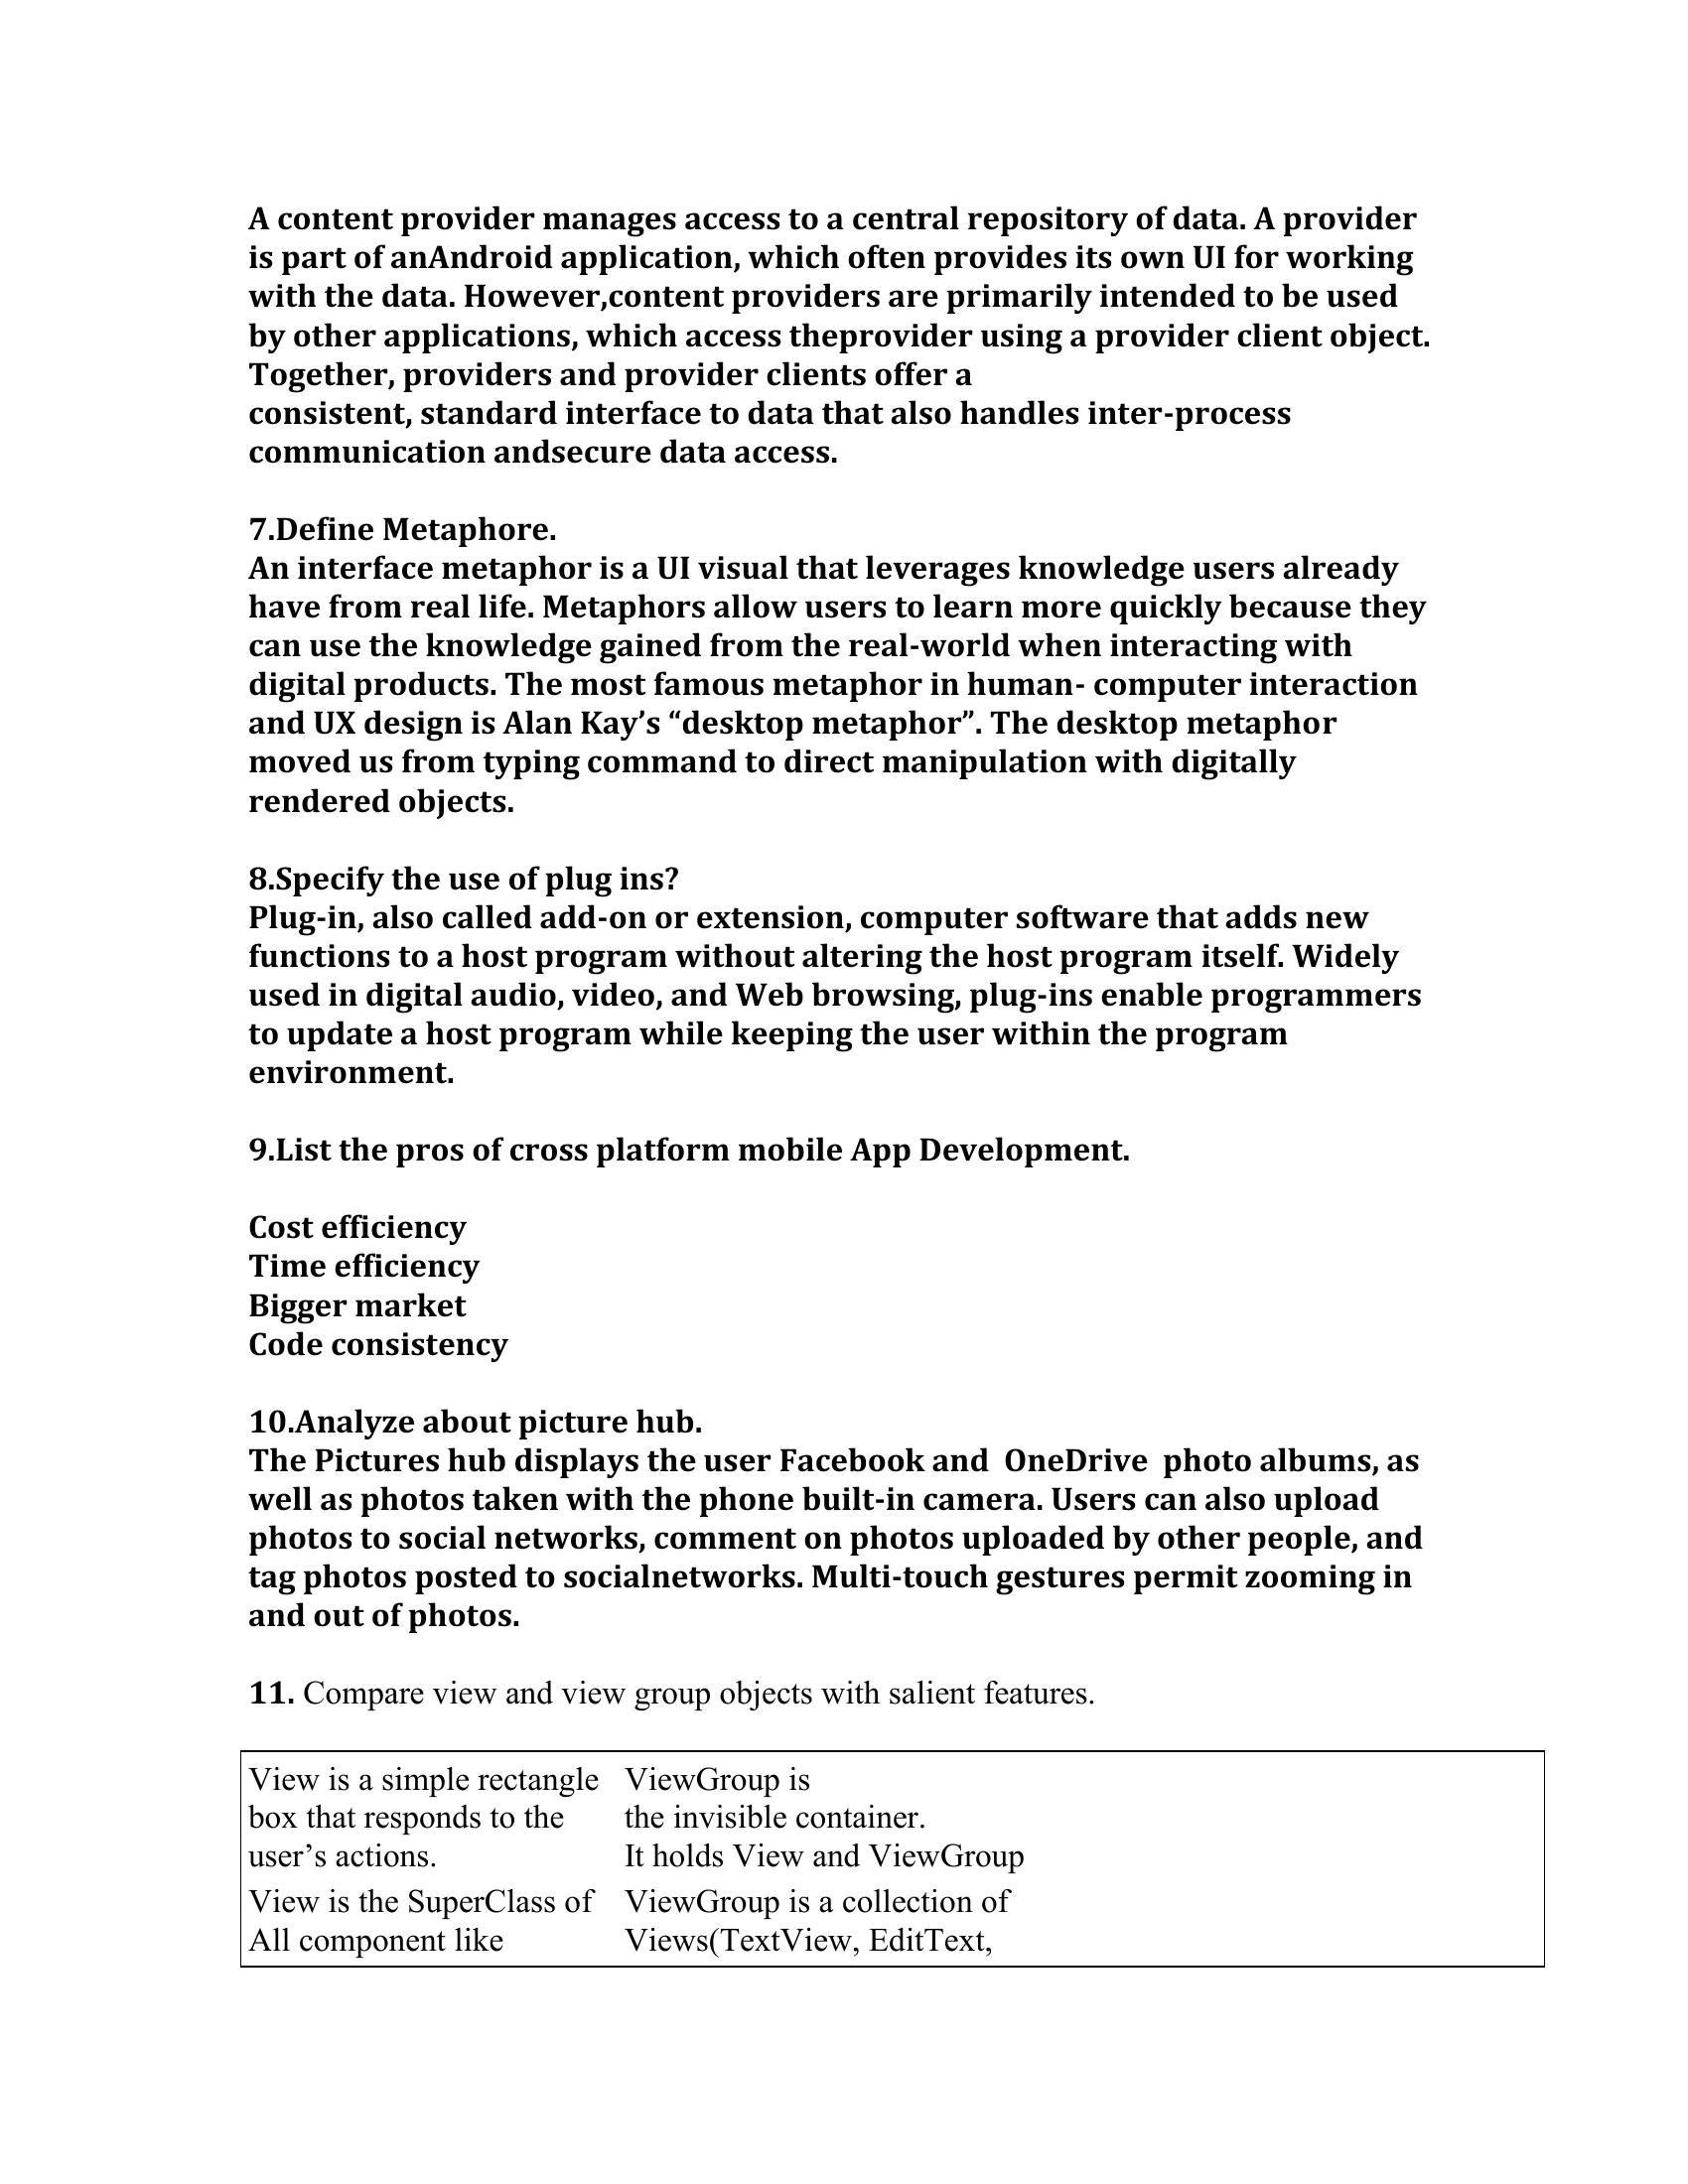 A content provider manages access to a central repository of data. A provider
is part of anAndroid application, which often provides its own UI for working
with the data. However,content providers are primarily intended to be used
by other applications, which access theprovider using a provider client object.
Together, providers and provider clients offer a
consistent, standard interface to data that also handles inter-process
communication andsecure data access.
7.Define Metaphore.
An interface metaphor is a UI visual that leverages knowledge users already
have from real life. Metaphors allow users to learn more quickly because they
can use the knowledge gained from the real-world when interacting with
digital products. The most famous metaphor in human- computer interaction
and UX design is Alan Kay’s “desktop metaphor”. The desktop metaphor
moved us from typing command to direct manipulation with digitally
rendered objects.
8.Specify the use of plug ins?
Plug-in, also called add-on or extension, computer software that adds new
functions to a host program without altering the host program itself. Widely
used in digital audio, video, and Web browsing, plug-ins enable programmers
to update a host program while keeping the user within the program
environment.
9.List the pros of cross platform mobile App Development.
Cost efficiency
Time efficiency
Bigger market
Code consistency
10.Analyze about picture hub.
The Pictures hub displays the user Facebook and  OneDrive  photo albums, as
well as photos taken with the phone built-in camera. Users can also upload
photos to social networks, comment on photos uploaded by other people, and
tag photos posted to socialnetworks. Multi-touch gestures permit zooming in
and out of photos.
11. Compare view and view group objects with salient features.
View is a simple rectangle
box that responds to the
user’s actions.
ViewGroup is
the invisible container.
It holds View and ViewGroup
View is the SuperClass of
All component like
ViewGroup is a collection of
Views(TextView, EditText,